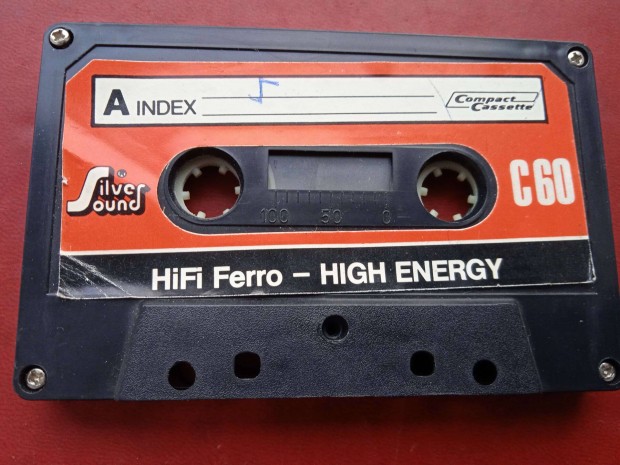 A INDEX
Compact
Cassette
Silver
Sound
®
C60
100 50 0
HiFi Ferro – HIGH ENERGY